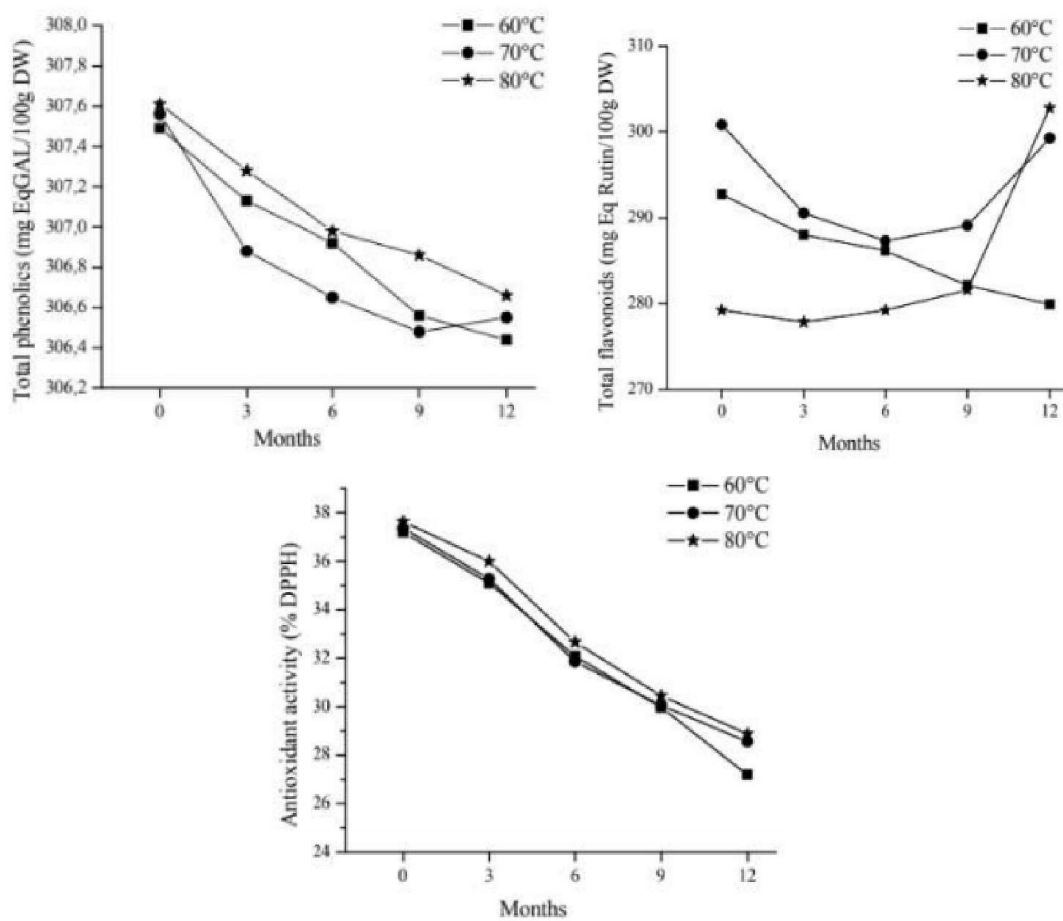 Total phenolics (mg EqGAL/100g DW)
308,0
307,8
307,6
307,4
307,2
307,0
306,8
306,6
306,4
306,2
0 3 6 9 12
Months
60°C
70°C
80°C
Total flavonoids (mg Eq Rutin/100g DW)
310
300
290
280
270
0 3 6 9 12
Months
60°C
70°C
80°C
Antioxidant activity (% DPPH)
38
36
34
32
30
28
26
24
0 3 6 9 12
Months
60°C
70°C
80°C